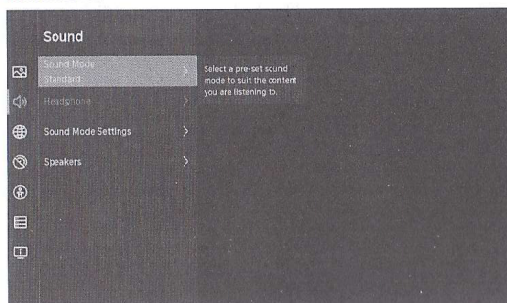 Sound
Sound Mode
Standard
Select a pre-set sound
mode to suit the content
you are listening to.
Headphone
Sound Mode Settings
Speakers